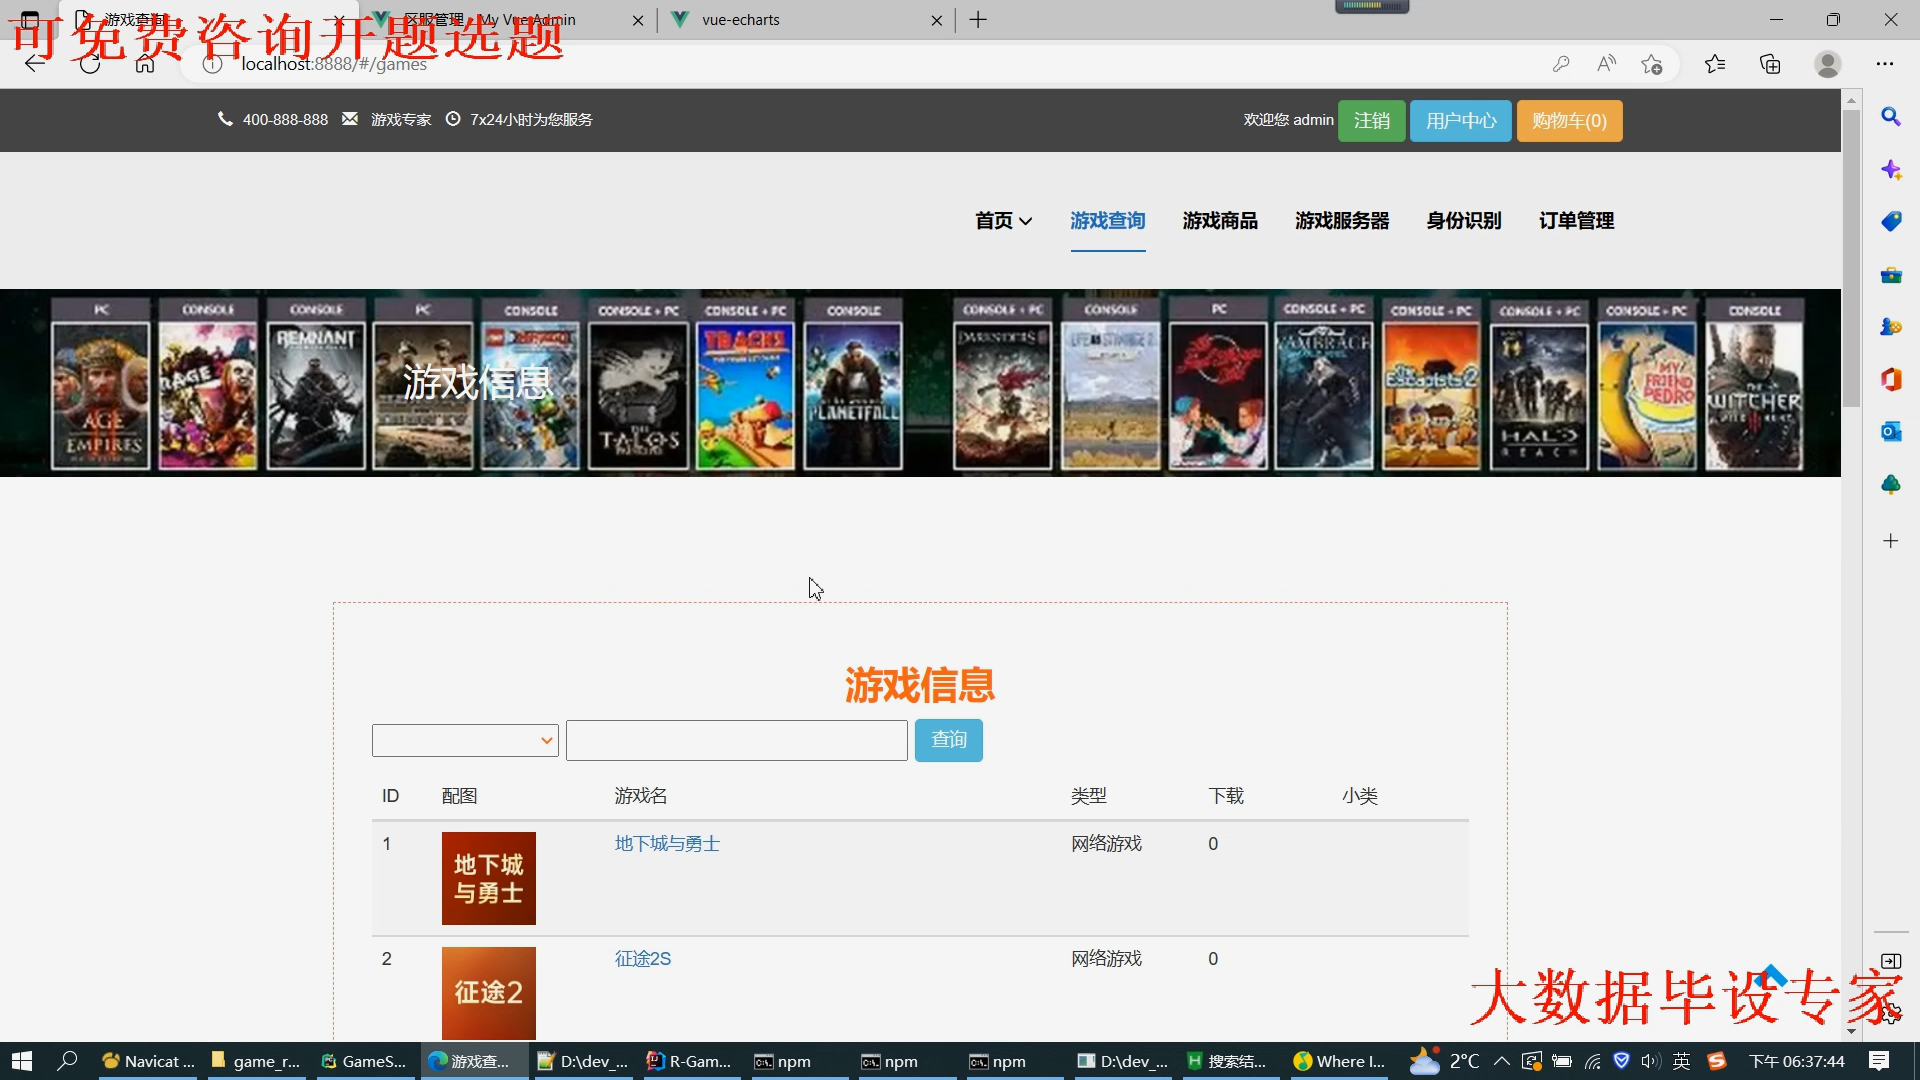 游戏查询
区服管理 - My Vue Admin
vue-echarts
可免费咨询开题选题
localhost:8888/#/games
400-888-888 游戏专家 7x24小时为您服务
欢迎您 admin 注销 用户中心 购物车(0)
首页 游戏查询 游戏商品 游戏服务器 身份识别 订单管理
PC CONSOLE CONSOLE PC CONSOLE CONSOLE + PC CONSOLE + PC CONSOLE CONSOLE + PC CONSOLE PC CONSOLE + PC CONSOLE + PC CONSOLE + PC CONSOLE + PC CONSOLE
AGE EMPIRES
RAGE
REMNANT
THE TALOS
TRACKS
PLANETFALL
DARKSIDERS
VAMBRACE
The Escapists 2
HALO REACH
MY FRIEND PEDRO
THE WITCHER
游戏信息
游戏信息
查询
ID 配图 游戏名 类型 下载 小类
1 地下城与勇士 地下城与勇士 网络游戏 0
2 征途2 征途2S 网络游戏 0
大数据毕设专家
Navicat ... game_r... GameS... 游戏查... D:\dev_... R-Gam... npm npm npm D:\dev_... 搜索结... Where I... 2°C 英 下午 06:37:44